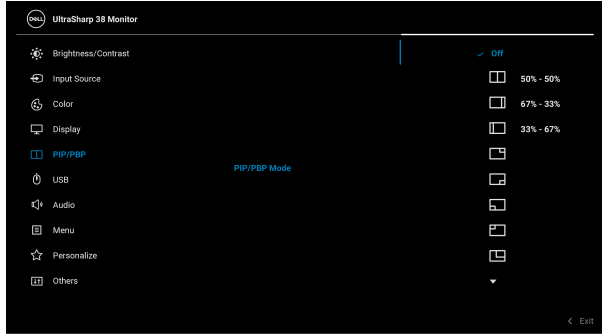 DELL UltraSharp 38 Monitor
Brightness/Contrast
Off
Input Source
50% - 50%
Color
67% - 33%
Display
33% - 67%
PIP/PBP
PIP/PBP Mode
USB
Audio
Menu
Personalize
Others
Exit